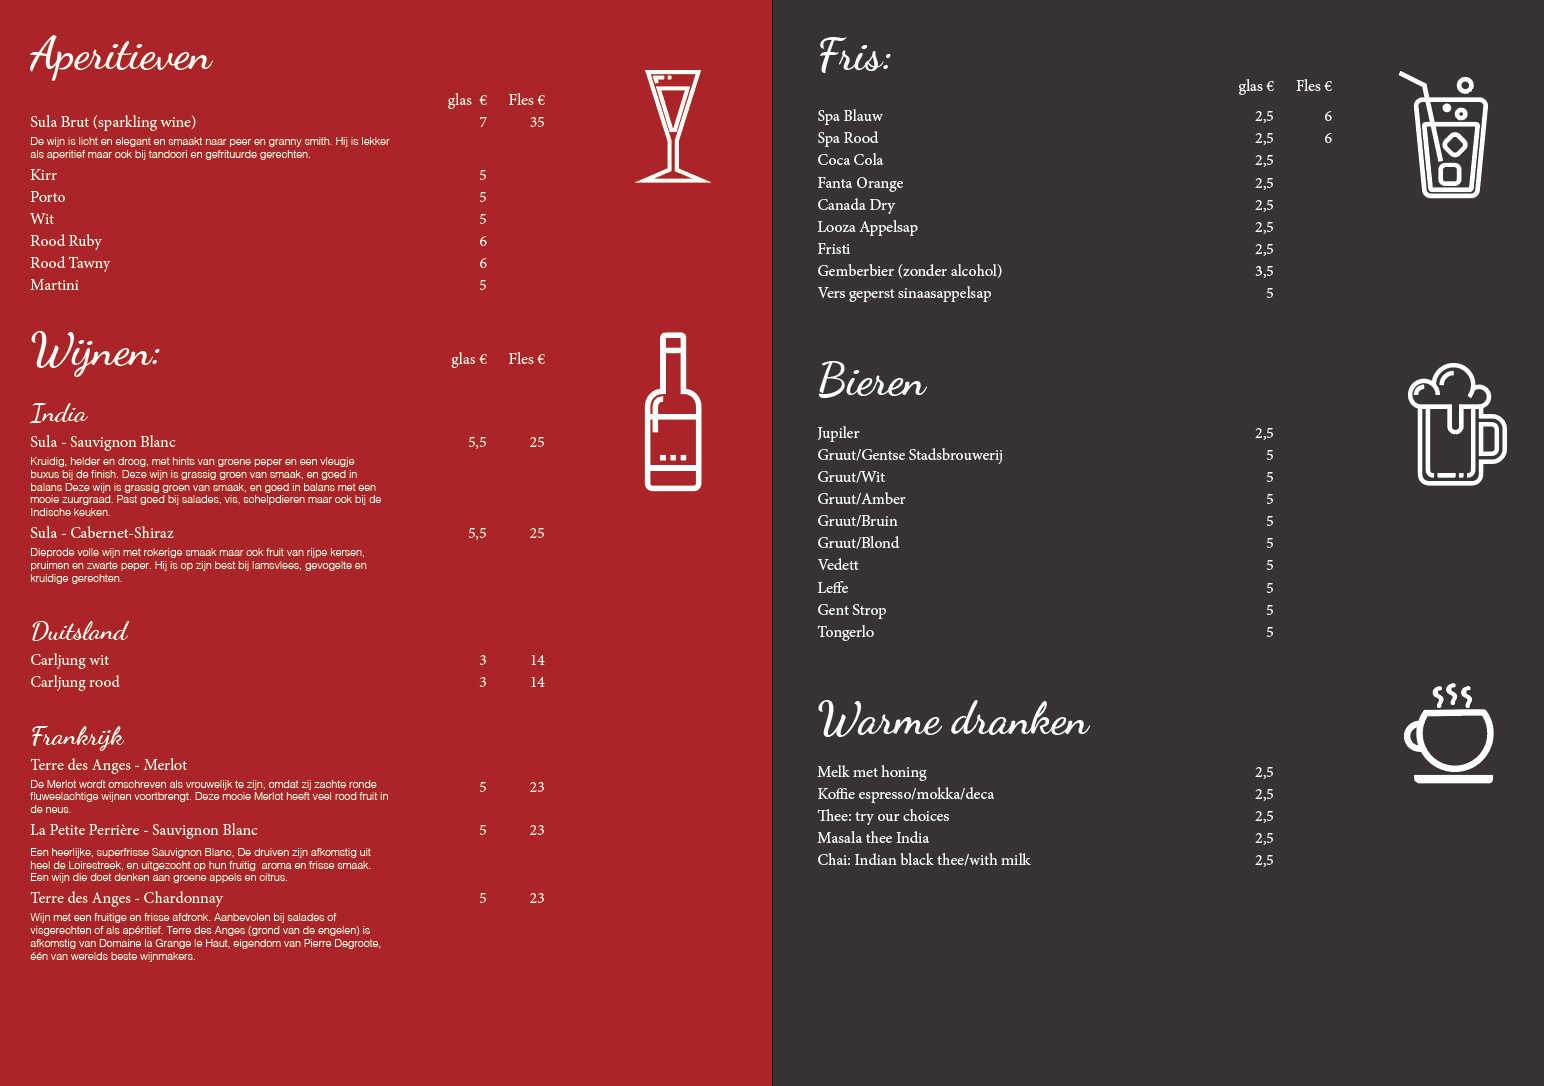 Aperitieven
glas € Fles €
Sula Brut (sparkling wine) 7 35
De wijn is licht en elegant en smaakt naar peer en granny smith. Hij is lekker
als aperitief maar ook bij tandoori en gefrituurde gerechten.
Kirr 5
Porto 5
Wit 5
Rood Ruby 6
Rood Tawny 6
Martini 5
Wijnen: glas € Fles €
India
Sula - Sauvignon Blanc 5,5 25
Kruidig, helder en droog, met hints van groene peper en een vleugje
buxus bij de finish. Deze wijn is grassig groen van smaak, en goed in
balans Deze wijn is grassig groen van smaak, en goed in balans met een
mooie zuurgraad. Past goed bij salades, vis, schelpdieren maar ook bij de
Indische keuken.
Sula - Cabernet-Shiraz 5,5 25
Dieprode volle wijn met rokerige smaak maar ook fruit van rijpe kersen,
pruimen en zwarte peper. Hij is op zijn best bij lamsvlees, gevogelte en
kruidige gerechten.
Duitsland
Carljung wit 3 14
Carljung rood 3 14
Frankrijk
Terre des Anges - Merlot
De Merlot wordt omschreven als vrouwelijk te zijn, omdat zij zachte ronde 5 23
fluweelachtige wijnen voortbrengt. Deze mooie Merlot heeft veel rood fruit in
de neus.
La Petite Perrière - Sauvignon Blanc 5 23
Een heerlijke, superfrisse Sauvignon Blanc, De druiven zijn afkomstig uit
heel de Loirestreek, en uitgezocht op hun fruitig aroma en frisse smaak.
Een wijn die doet denken aan groene appels en citrus.
Terre des Anges - Chardonnay 5 23
Wijn met een fruitige en frisse afdronk. Aanbevolen bij salades of
visgerechten of als apéritief. Terre des Anges (grond van de engelen) is
afkomstig van Domaine la Grange le Haut, eigendom van Pierre Degroote,
één van werelds beste wijnmakers.
Fris:
glas € Fles €
Spa Blauw 2,5 6
Spa Rood 2,5 6
Coca Cola 2,5
Fanta Orange 2,5
Canada Dry 2,5
Looza Appelsap 2,5
Fristi 2,5
Gemberbier (zonder alcohol) 3,5
Vers geperst sinaasappelsap 5
Bieren
Jupiler 2,5
Gruut/Gentse Stadsbrouwerij 5
Gruut/Wit 5
Gruut/Amber 5
Gruut/Bruin 5
Gruut/Blond 5
Vedett 5
Leffe 5
Gent Strop 5
Tongerlo 5
Warme dranken
Melk met honing 2,5
Koffie espresso/mokka/deca 2,5
Thee: try our choices 2,5
Masala thee India 2,5
Chai: Indian black thee/with milk 2,5